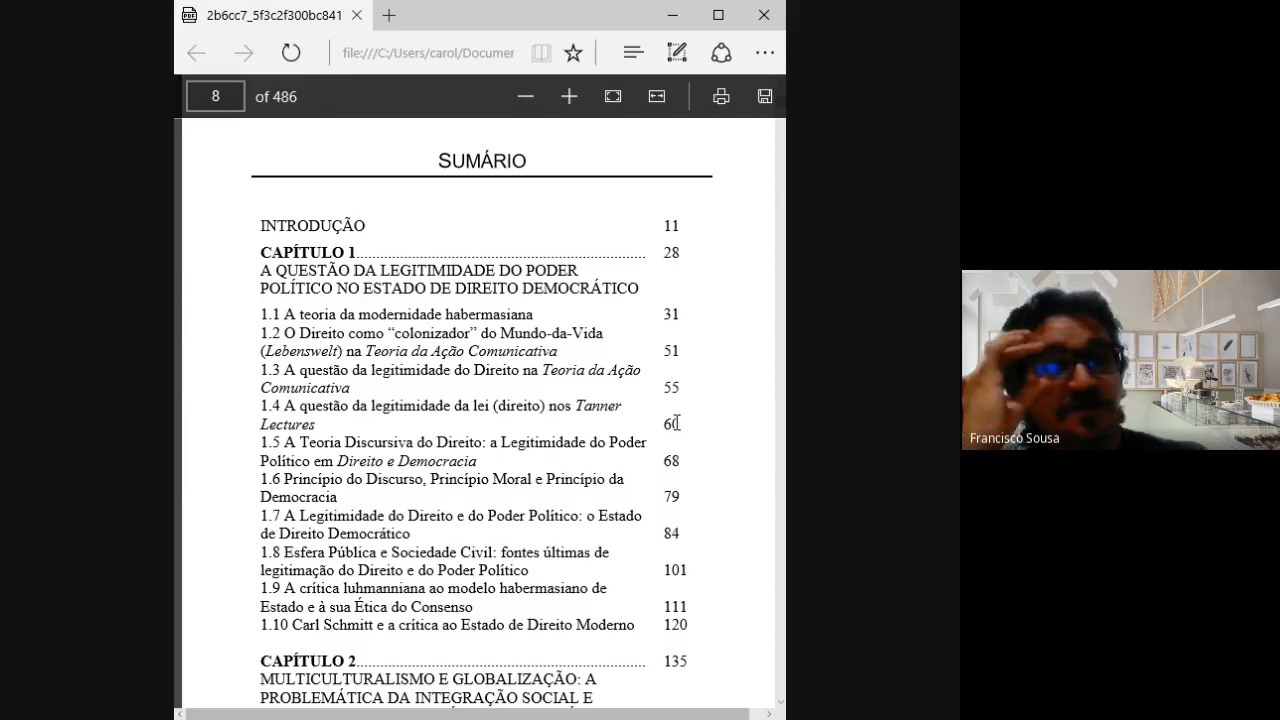 2b6cc7_5f3c2f300bc841
file:///C:/Users/carol/Documer
8 of 486
SUMÁRIO
INTRODUÇÃO 11
CAPÍTULO 1 28
A QUESTÃO DA LEGITIMIDADE DO PODER
POLÍTICO NO ESTADO DE DIREITO DEMOCRÁTICO
1.1 A teoria da modernidade habermasiana 31
1.2 O Direito como “colonizador” do Mundo-da-Vida
(Lebenswelt) na Teoria da Ação Comunicativa 51
1.3 A questão da legitimidade do Direito na Teoria da Ação
Comunicativa 55
1.4 A questão da legitimidade da lei (direito) nos Tanner
Lectures 60
1.5 A Teoria Discursiva do Direito: a Legitimidade do Poder
Político em Direito e Democracia 68
1.6 Princípio do Discurso, Princípio Moral e Princípio da
Democracia 79
1.7 A Legitimidade do Direito e do Poder Político: o Estado
de Direito Democrático 84
1.8 Esfera Pública e Sociedade Civil: fontes últimas de
legitimação do Direito e do Poder Político 101
1.9 A crítica luhmanniana ao modelo habermasiano de
Estado e à sua Ética do Consenso 111
1.10 Carl Schmitt e a crítica ao Estado de Direito Moderno 120
CAPÍTULO 2 135
MULTICULTURALISMO E GLOBALIZAÇÃO: A
PROBLEMÁTICA DA INTEGRAÇÃO SOCIAL E
Francisco Sousa